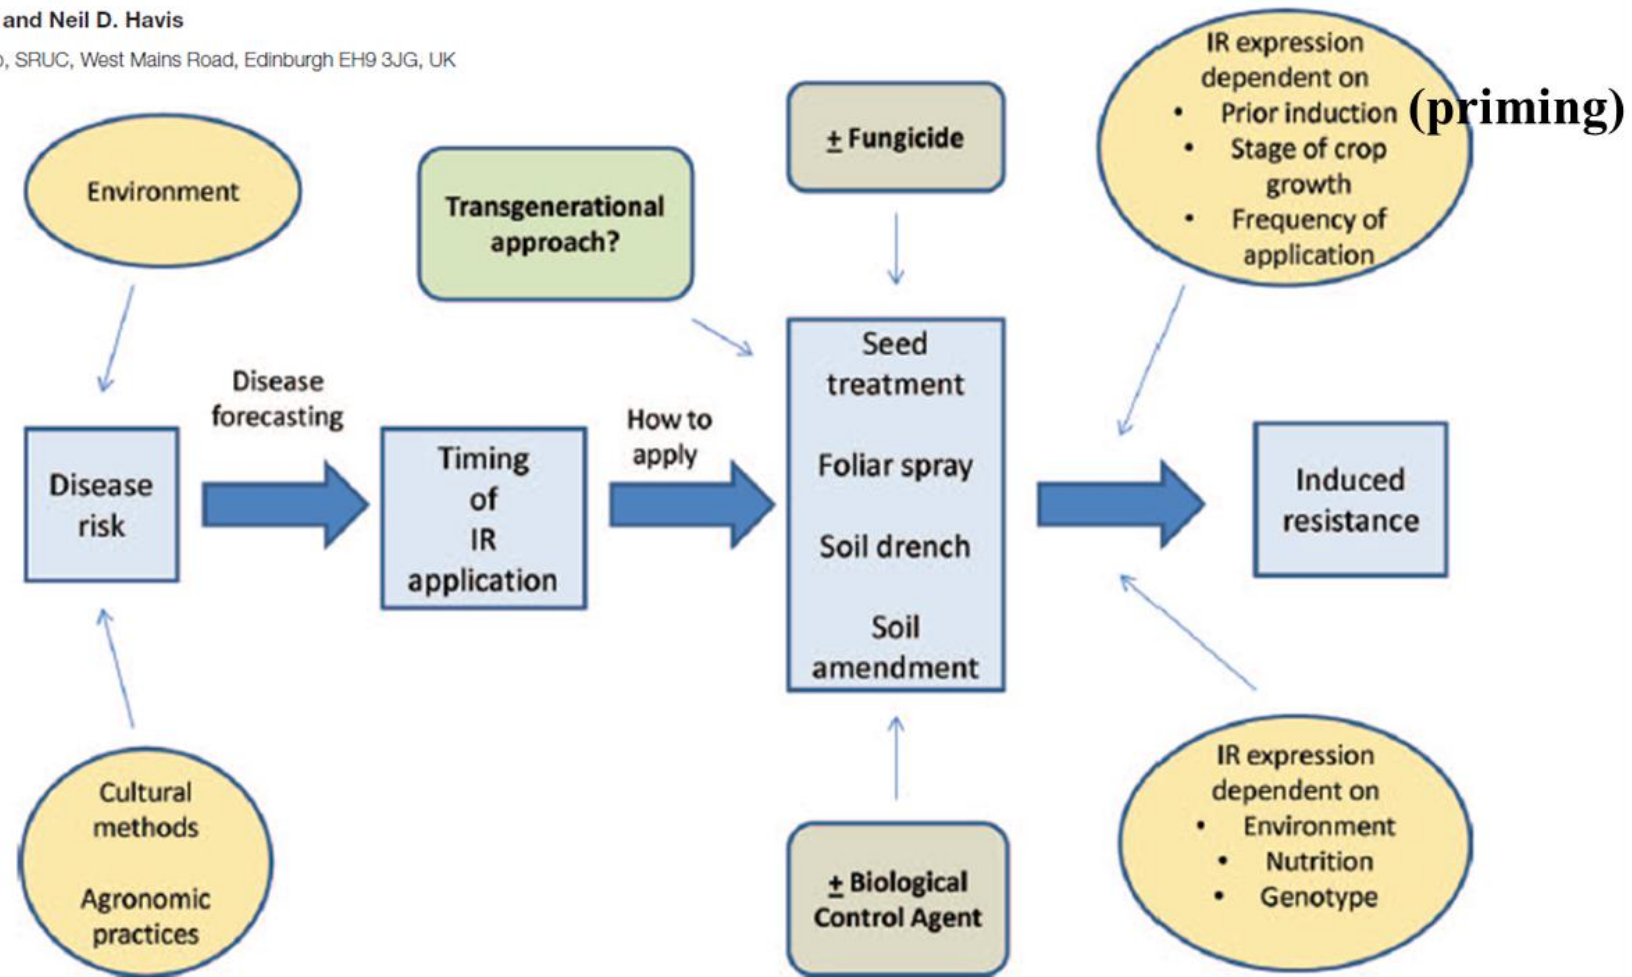 and Neil D. Havis
, SRUC, West Mains Road, Edinburgh EH9 3JG, UK
Environment
Transgenerational
approach?
± Fungicide
IR expression
dependent on
• Prior induction (priming)
• Stage of crop
growth
• Frequency of
application
Disease
risk
Disease
forecasting
Timing
of
IR
application
How to
apply
Seed
treatment
Foliar spray
Soil drench
Soil
amendment
Induced
resistance
Cultural
methods
Agronomic
practices
± Biological
Control Agent
IR expression
dependent on
• Environment
• Nutrition
• Genotype